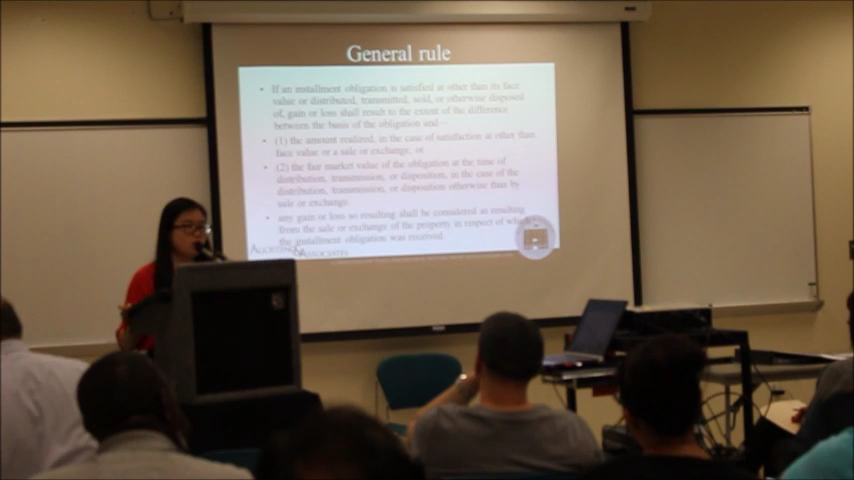 General rule
• If an installment obligation is satisfied at other than its face
value or distributed, transmitted, sold, or otherwise disposed
of, gain or loss shall result to the extent of the difference
between the basis of the obligation and—
• (1) the amount realized, in the case of satisfaction at other than
face value or a sale or exchange, or
• (2) the fair market value of the obligation at the time of
distribution, transmission, or disposition, in the case of the
distribution, transmission, or disposition otherwise than by
sale or exchange.
• any gain or loss so resulting shall be considered as resulting
from the sale or exchange of the property in respect of which
the installment obligation was received.
& ASSOCIATES